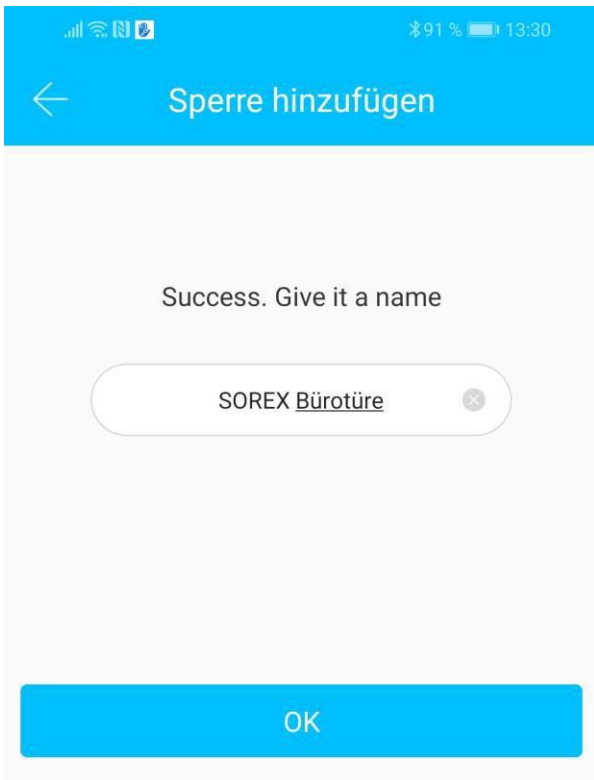 91 % 13:30
Sperre hinzufügen
Success. Give it a name
SOREX Bürotüre
OK